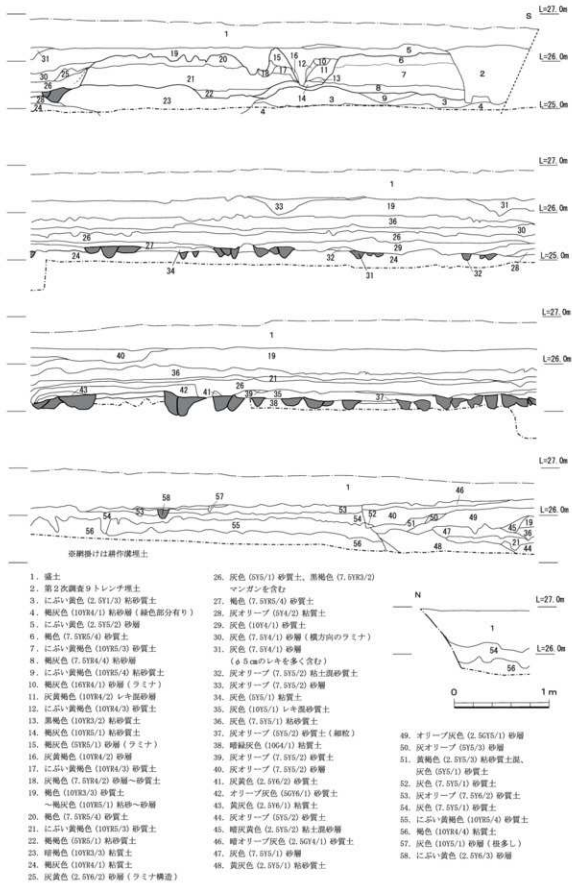 L=27.0m
S
L=26.0m
L=25.0m
L=27.0m
L=26.0m
L=25.0m
L=27.0m
L=26.0m
L=27.0m
L=26.0m
※網掛けは耕作溝埋土
1. 盛土
2. 第2次調査9トレンチ埋土
3. にぶい黄色 (2.5Y1/3) 粘砂質土
4. 褐灰色 (10YR4/1) 粘砂層 (緑色部分有り)
5. にぶい黄色 (2.5Y5/2) 砂層
6. 褐色 (7.5YR5/4) 砂質土
7. にぶい黄褐色 (10YR5/3) 砂質土
8. 褐灰色 (7.5YR4/4) 粘砂層
9. にぶい黄褐色 (10YR5/4) 粘砂質土
10. 褐灰色 (16YR4/1) 砂層 (ラミナ)
11. 灰黄褐色 (10YR4/2) レキ混砂層
12. にぶい黄褐色 (10YR4/3) 砂質土
13. 黒褐色 (10YR3/2) 粘砂質土
14. 褐灰色 (10YR5/1) 粘砂質土
15. 褐灰色 (5YR5/1) 砂層 (ラミナ)
16. 灰黄褐色 (10YR4/2) 砂層
17. にぶい黄褐色 (10YR4/3) 砂質土
18. 灰褐色 (7.5YR4/2) 砂層～砂質土
19. 褐色 (10YR3/3) 砂質土
～褐灰色 (10YR5/1) 粘砂～砂層
20. 褐色 (7.5YR5/4) 砂質土
21. にぶい黄褐色 (10YR5/3) 砂質土
22. 褐褐色 (5YR5/1) 粘砂質土
23. 暗褐色 (10YR3/3) 粘質土
24. 褐灰色 (10YR4/1) 粘質土
25. 灰黄色 (2.5Y6/2) 砂層 (ラミナ構造)
26. 灰色 (5Y5/1) 砂質土、黒褐色 (7.5YR3/2)
マンガンを含む
27. 褐色 (7.5YR5/4) 砂質土
28. 灰オリーブ (5Y4/2) 粘質土
29. 灰色 (10Y4/1) 砂質土
30. 灰色 (7.5Y4/1) 砂層 (横方向のラミナ)
31. 灰色 (7.5Y4/1) 砂層
(φ5㎝のレキを多く含む)
32. 灰オリーブ (7.5Y5/2) 粘土混砂質土
33. 灰オリーブ (7.5Y5/2) 砂層
34. 灰色 (5Y5/1) 粘質土
35. 灰色 (10Y5/1) レキ混砂質土
36. 灰色 (7.5Y5/1) 粘質土
37. 灰オリーブ (5Y5/2) 砂質土 (細粒)
38. 暗緑灰色 (10G4/1) 粘質土
39. 灰オリーブ (7.5Y5/2) 砂質土
40. 灰オリーブ (7.5Y5/2) 砂層
41. 灰黄色 (2.5Y6/2) 砂質土
42. オリーブ灰色 (5GY6/1) 砂質土
43. 黄灰色 (2.5Y6/1) 粘質土
44. 灰オリーブ (5Y5/2) 砂質土
45. 暗灰黄色 (2.5Y5/2) 粘土混砂層
46. 暗オリーブ灰色 (2.5GY4/1) 砂質土
47. 灰色 (7.5Y5/1) 砂層
48. 黄灰色 (2.5Y5/1) 粘砂質土
N
L=27.0m
L=26.0m
0 1m
49. オリーブ灰色 (2.5GY5/1) 砂層
50. 灰オリーブ (5Y5/3) 砂層
51. 黄褐色 (2.5Y5/3) 粘砂質土混、
灰色 (5Y5/1) 砂質土
52. 灰色 (7.5Y5/1) 砂質土
53. 灰オリーブ (7.5Y6/2) 砂質土
54. 灰色 (7.5Y5/1) 砂質土
55. にぶい黄褐色 (10YR5/4) 砂質土
56. 褐色 (10YR4/4) 粘質土
57. 灰色 (10Y5/1) 砂層 (根多し)
58. にぶい黄色 (2.5Y6/3) 砂層